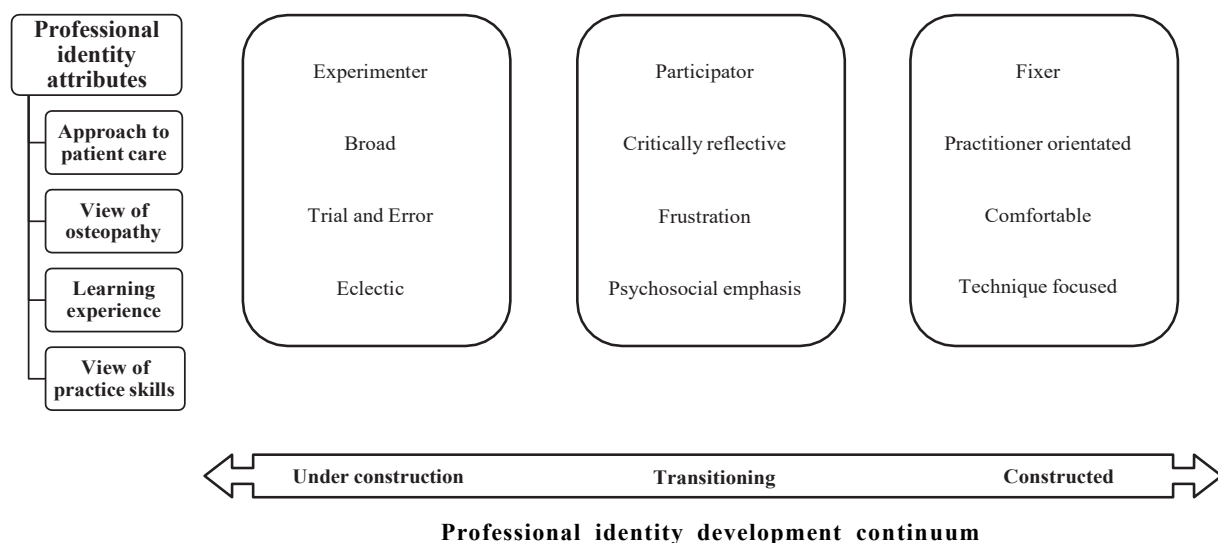 Professional
identity
attributes
Approach to
patient care
View of
osteopathy
Learning
experience
View of
practice skills
Experimenter
Broad
Trial and Error
Eclectic
Participator
Critically reflective
Frustration
Psychosocial emphasis
Fixer
Practitioner orientated
Comfortable
Technique focused
Under construction
Transitioning
Constructed
Professional identity development continuum